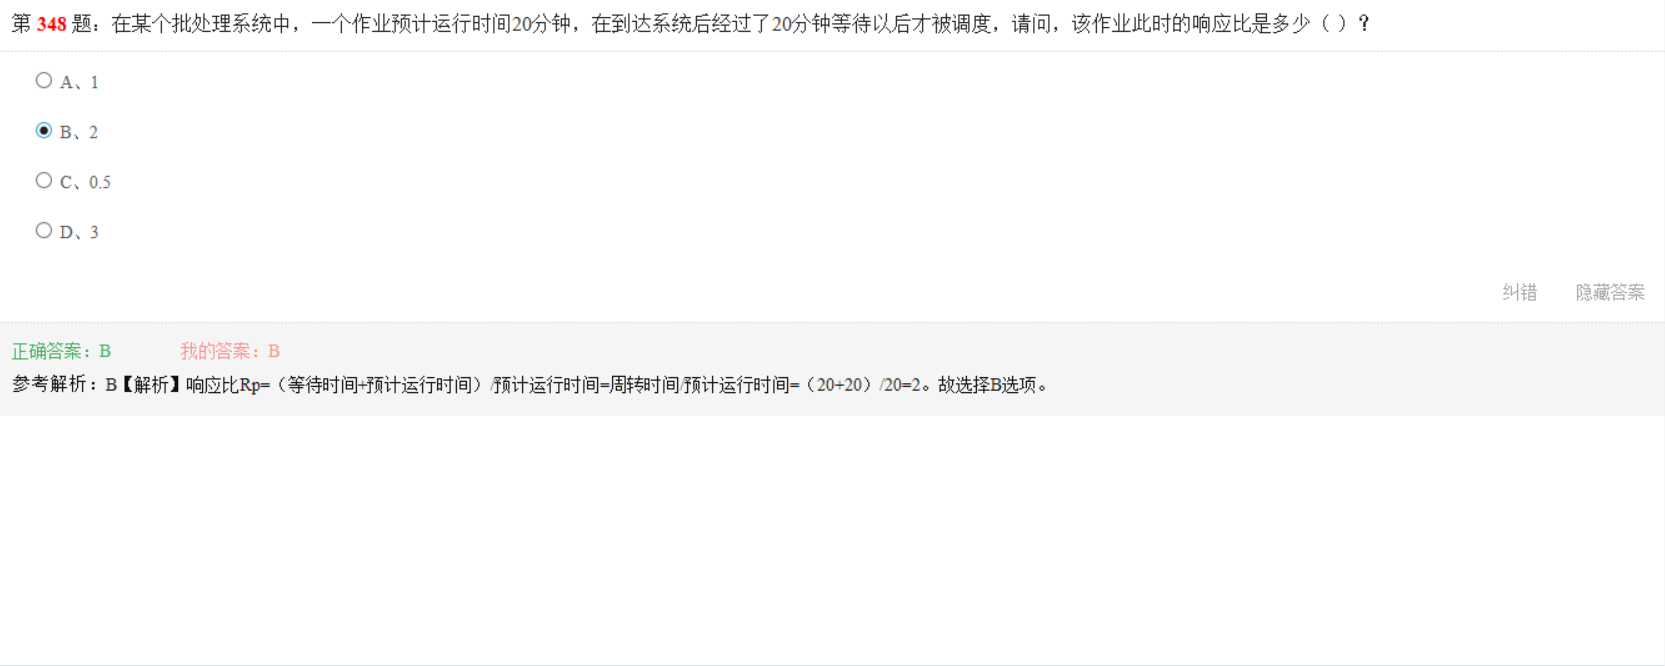 第 348 题：在某个批处理系统中，一个作业预计运行时间20分钟，在到达系统后经过了20分钟等待以后才被调度，请问，该作业此时的响应比是多少（ ）？
A、1
B、2
C、0.5
D、3
纠错 隐藏答案
正确答案：B 我的答案：B
参考解析：B【解析】响应比Rp=（等待时间+预计运行时间）/预计运行时间=周转时间/预计运行时间=（20+20）/20=2。故选择B选项。